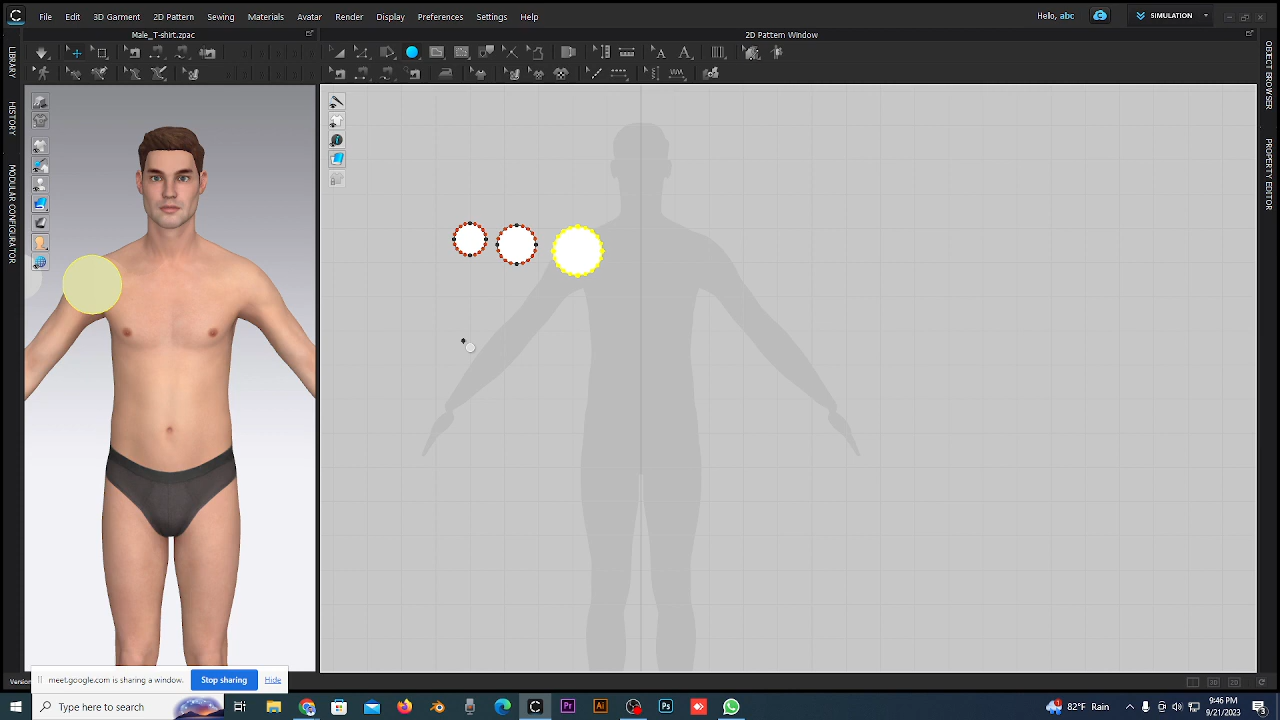 C File Edit 3D Garment 2D Pattern Sewing Materials Avatar Render Display Preferences Settings Help Hello, abc SIMULATION
Male_T-shirt.zpac 2D Pattern Window
LIBRARY
HISTORY
MODULAR CONFIGURATOR
OBJECT BROWSER
PROPERTY EDITOR
meet.google.com is sharing a window. Stop sharing Hide
Type here to search
82°F Eng 9:46 PM
9/21/2023